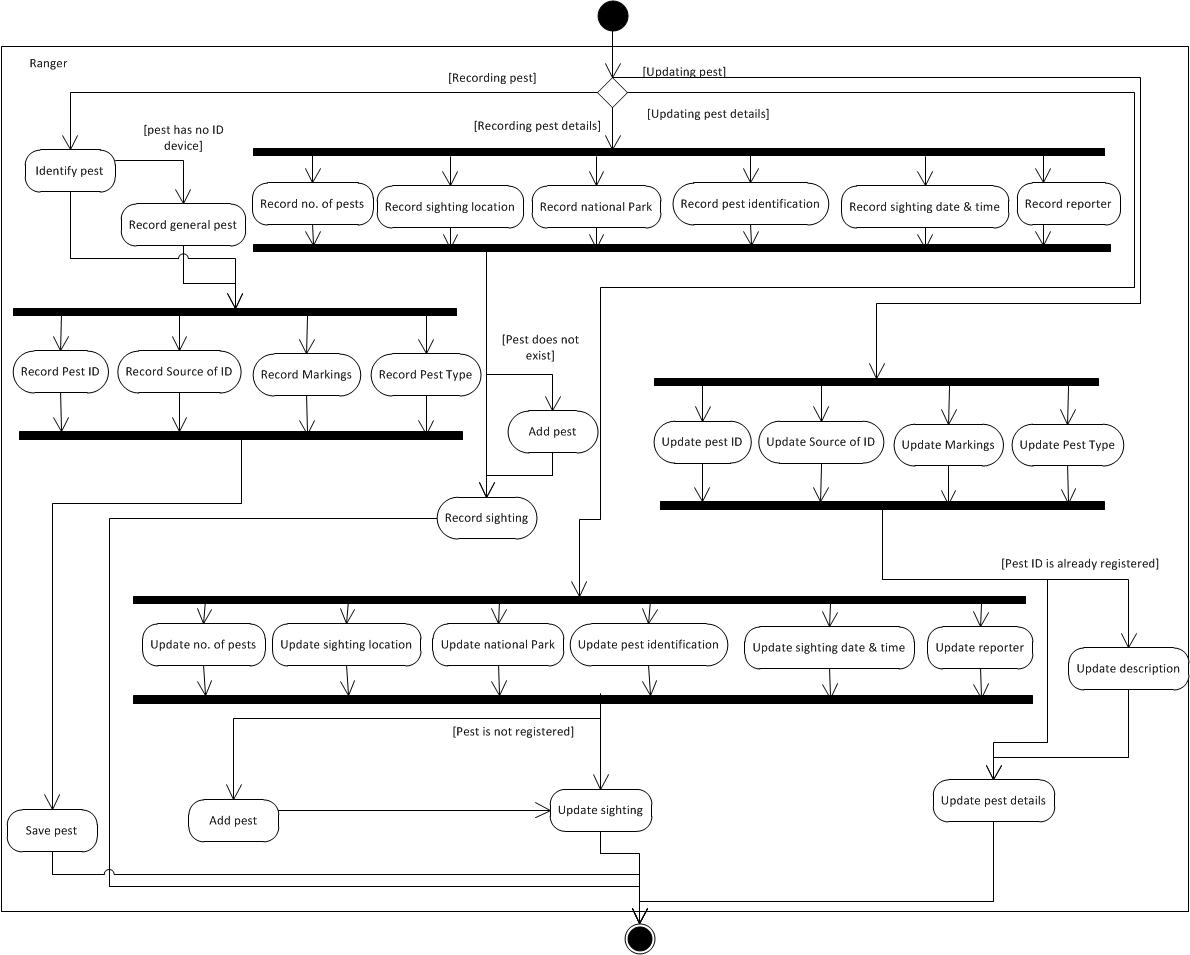 Ranger
[Recording pest]
[Updating pest]
[Recording pest details]
[Updating pest details]
[pest has no ID
device]
Identify pest
Record general pest
Record no. of pests
Record sighting location
Record national Park
Record pest identification
Record sighting date & time
Record reporter
[Pest does not
exist]
Record Pest ID
Record Source of ID
Record Markings
Record Pest Type
Add pest
Update pest ID
Update Source of ID
Update Markings
Update Pest Type
Record sighting
[Pest ID is already registered]
Update no. of pests
Update sighting location
Update national Park
Update pest identification
Update sighting date & time
Update reporter
Update description
[Pest is not registered]
Save pest
Add pest
Update sighting
Update pest details